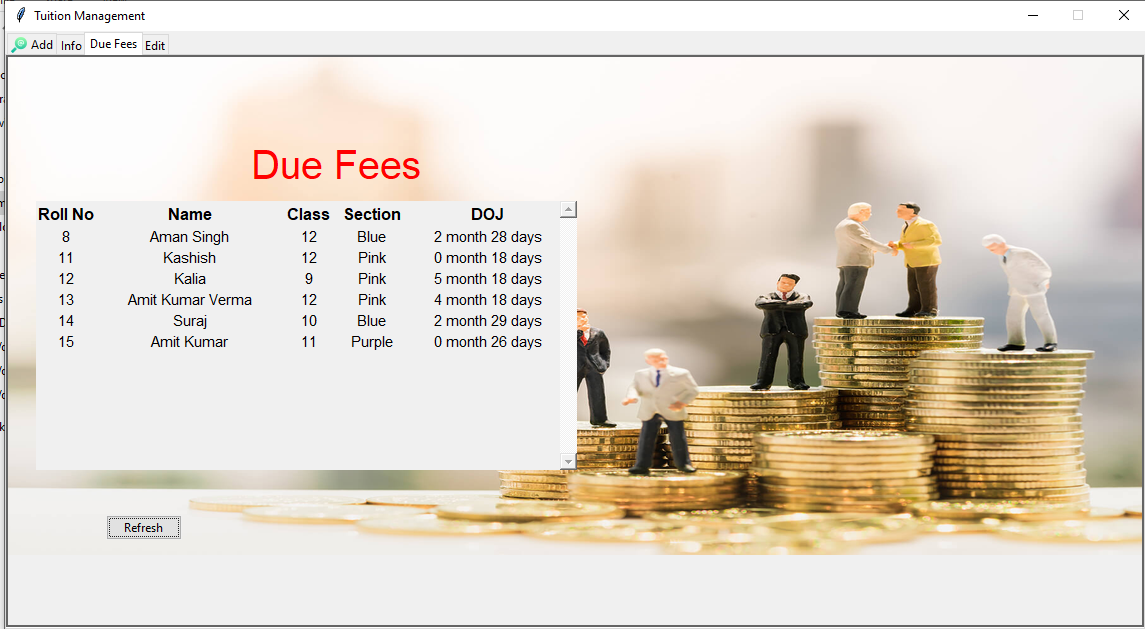 Tuition Management
Add Info Due Fees Edit
Due Fees
Roll No Name Class Section DOJ
8 Aman Singh 12 Blue 2 month 28 days
11 Kashish 12 Pink 0 month 18 days
12 Kalia 9 Pink 5 month 18 days
13 Amit Kumar Verma 12 Pink 4 month 18 days
14 Suraj 10 Blue 2 month 29 days
15 Amit Kumar 11 Purple 0 month 26 days
Refresh